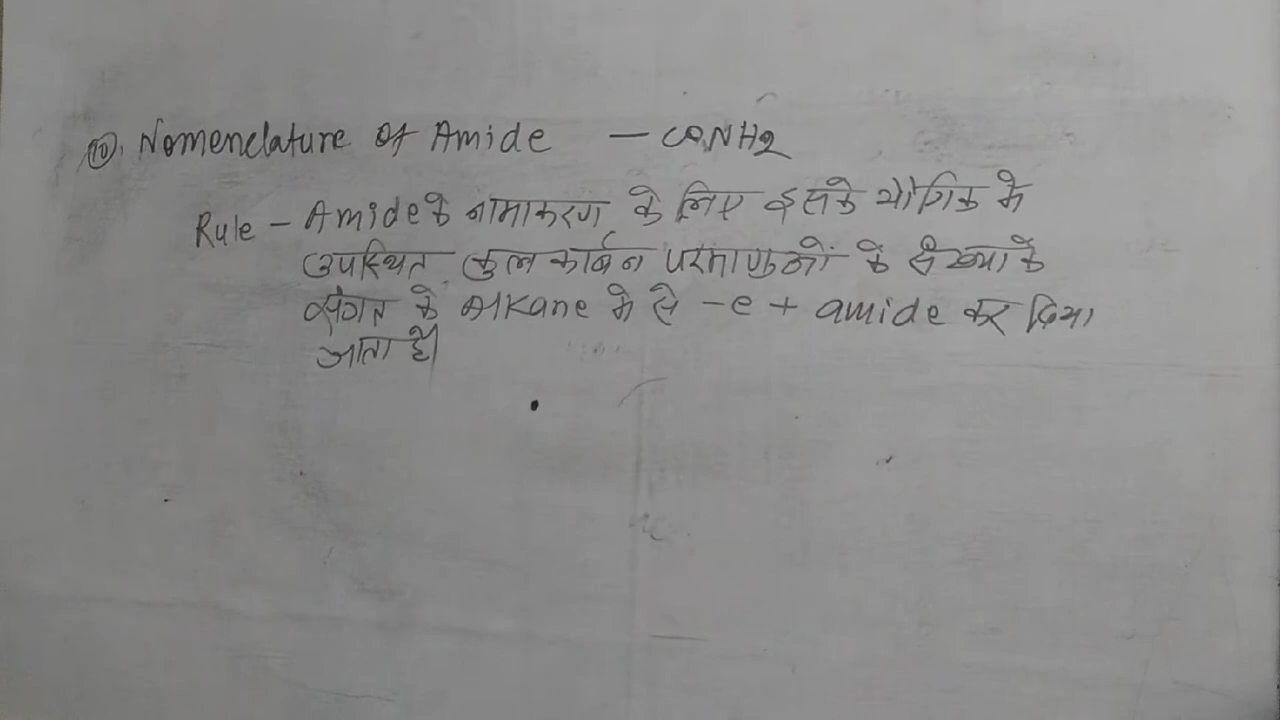 (10). Nomenclature Of Amide - CONH2
Rule - Amide के नामाकरण के लिए इसके यौगिक मे
उपस्थित कुल कार्बन परमाणुओं के संख्या के
संगत के Alkane मे से -e + amide कर दिया
जाता है।